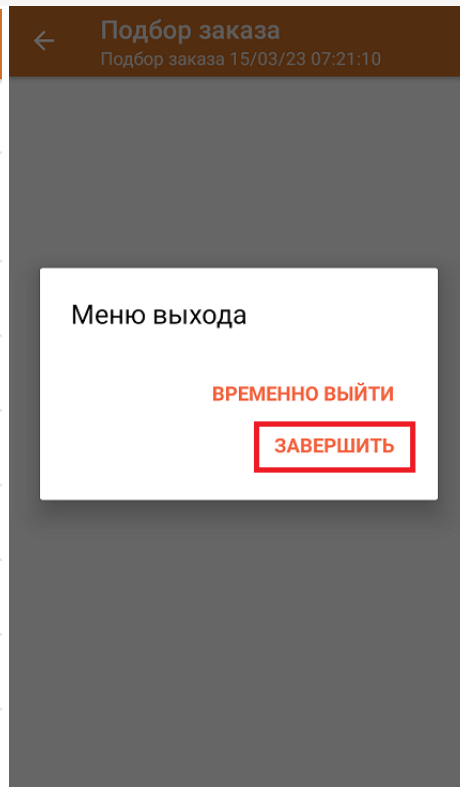 Подбор заказа
Подбор заказа 15/03/23 07:21:10
Меню выхода
ВРЕМЕННО ВЫЙТИ
ЗАВЕРШИТЬ